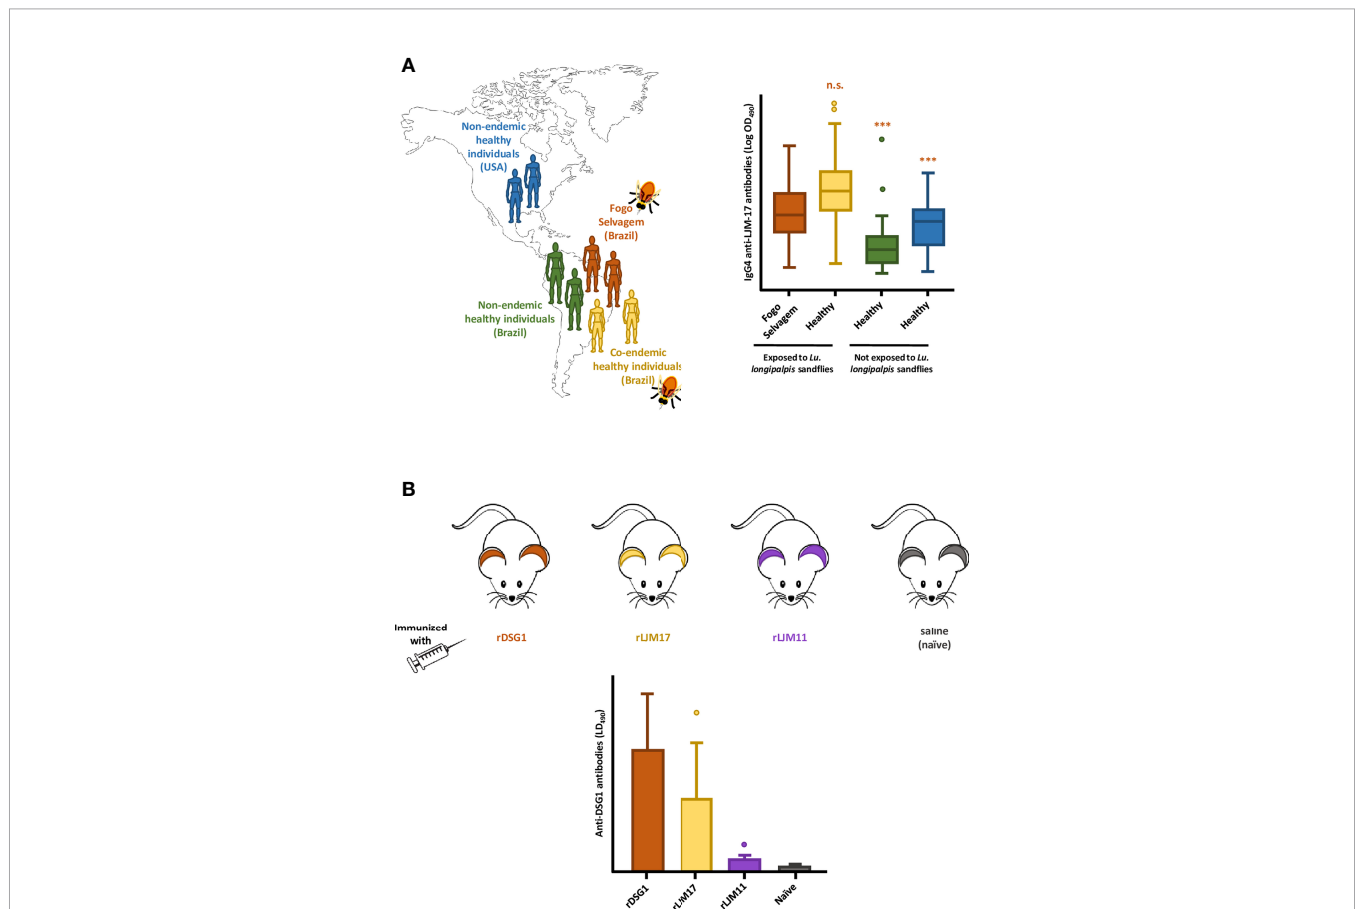 A
Non-endemic
healthy
individuals
(USA)
Fogo
Selvagem
(Brazil)
Non-endemic
healthy individuals
(Brazil)
Co-endemic
healthy individuals
(Brazil)
IgG4 anti-LJM-17 antibodies (Log OD490)
n.s.
***
***
Fogo
Selvagem
Healthy
Healthy
Healthy
Exposed to Lu.
longipalpis sandflies
Not exposed to Lu.
longipalpis sandflies
B
Immunized
with
rDSG1
rLJM17
rLJM11
saline
(naïve)
Anti-DSG1 antibodies (LD490)
rDSG1
rLJM17
rLJM11
Naïve